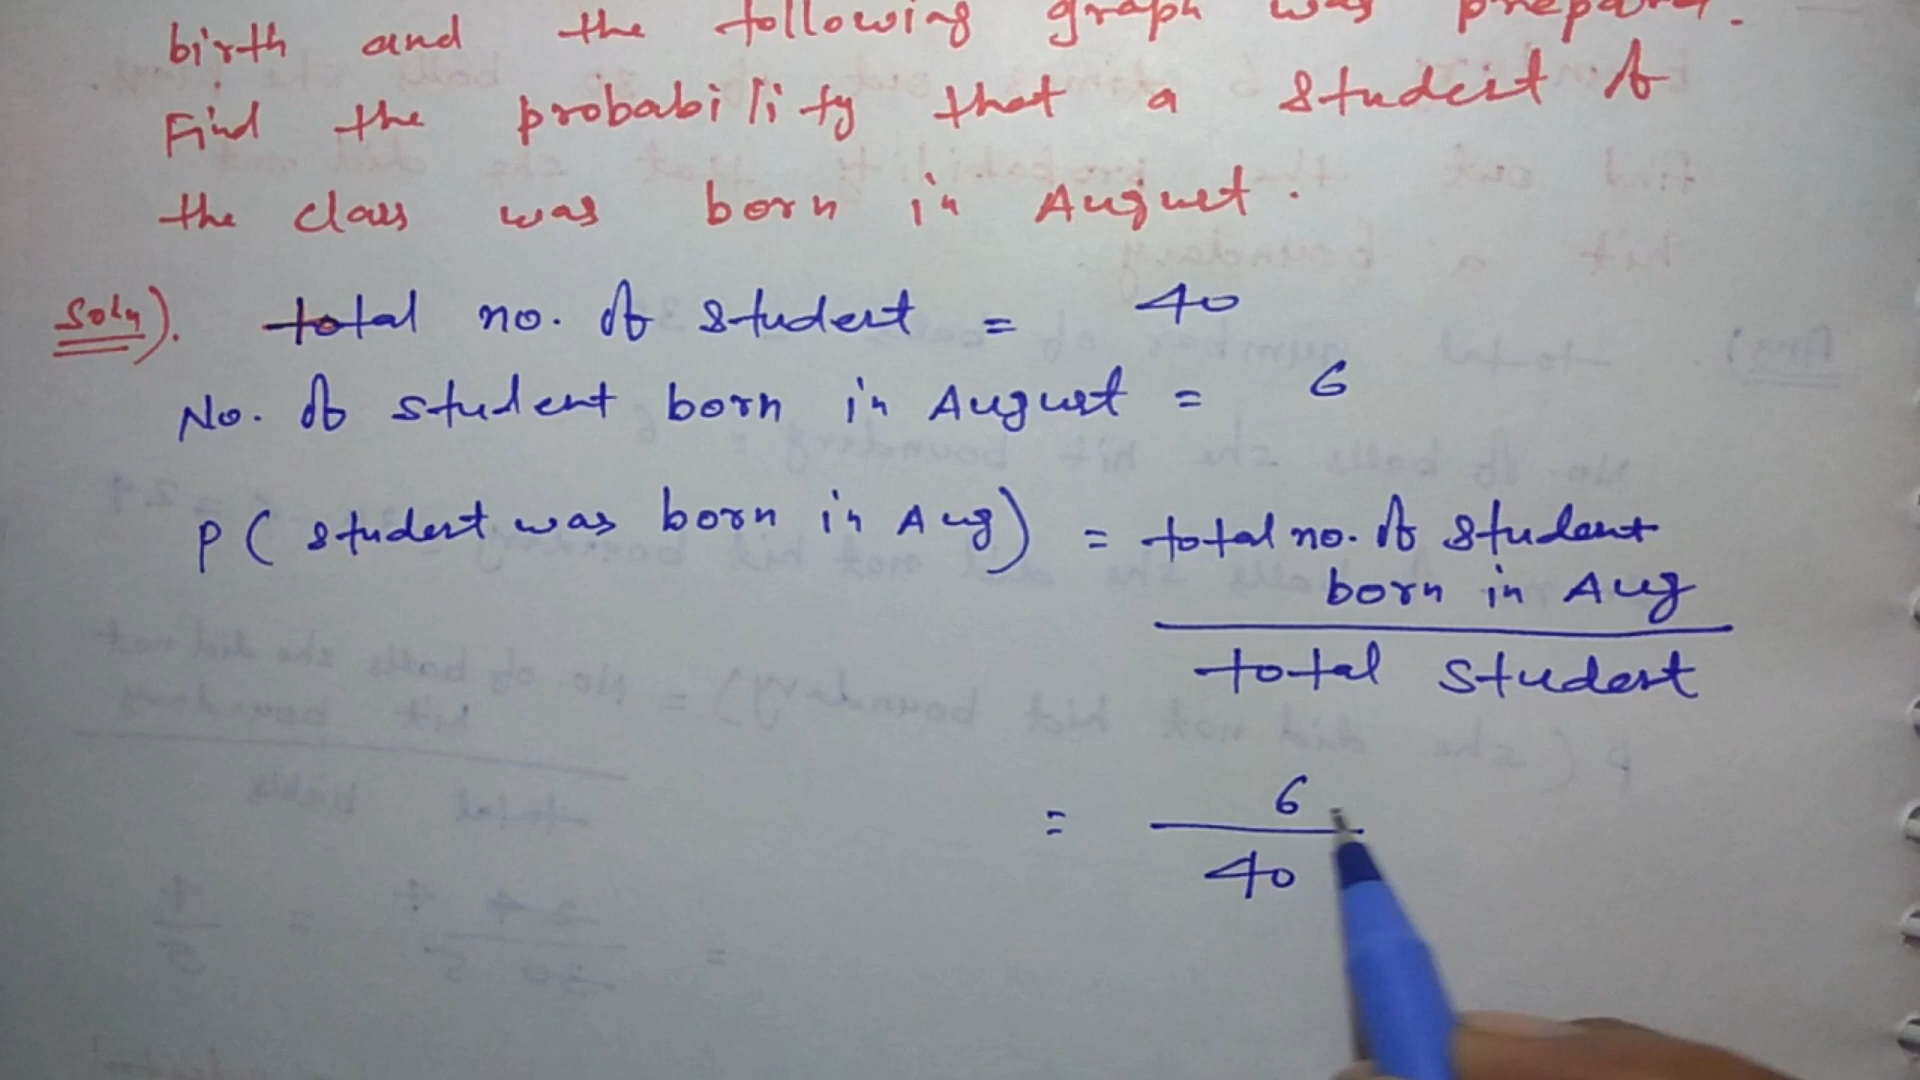 birth and the following graph was prepared.
Find the probability that a student of
the class was born in August.
Soln). total no. of student = 40
No. of student born in August = 6
P ( student was born in Aug) = total no. of student
born in Aug
total student
= 6
40